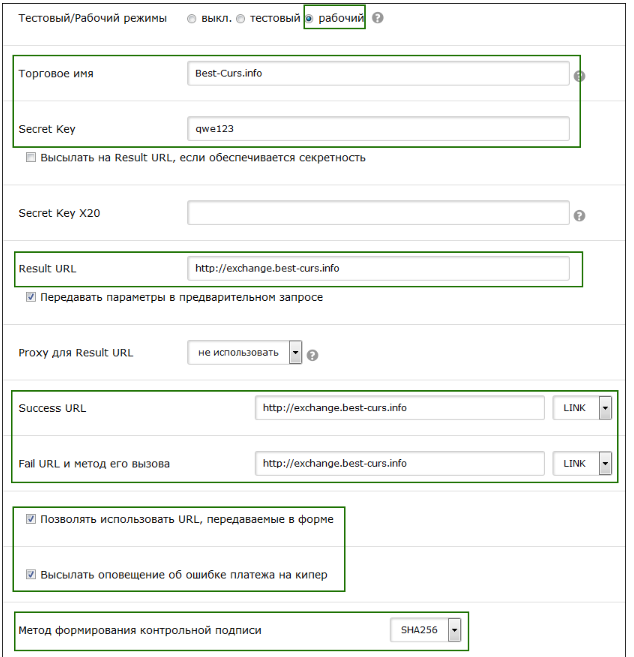 Тестовый/Рабочий режимы выкл. тестовый рабочий ?
Торговое имя Best-Curs.info ?
Secret Key qwe123
Высылать на Result URL, если обеспечивается секретность
Secret Key X20 ?
Result URL http://exchange.best-curs.info
Передавать параметры в предварительном запросе
Proxy для Result URL не использовать ?
Success URL http://exchange.best-curs.info LINK
Fail URL и метод его вызова http://exchange.best-curs.info LINK
Позволять использовать URL, передаваемые в форме
Высылать оповещение об ошибке платежа на кипер
Метод формирования контрольной подписи SHA256